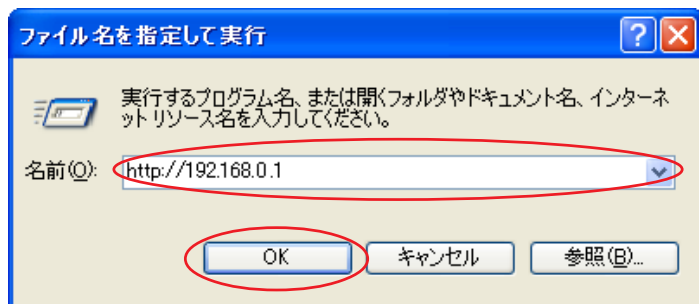 ファイル名を指定して実行
実行するプログラム名、または開くフォルダやドキュメント名、インターネ
ット リソース名を入力してください。
名前(O): http://192.168.0.1
OK キャンセル 参照(B)...